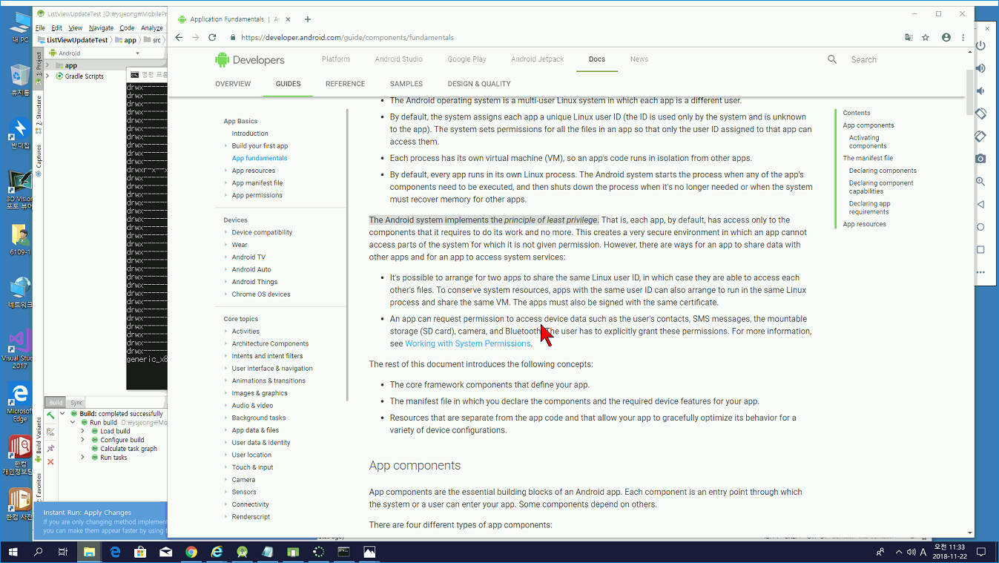 내 PC
휴지통
반디집
3D Vision
포토 뷰어
6109-1
네트워크
Visual Studio
2017
Microsoft
Edge
한컴
한컴 사전
ListViewUpdateTest [D:₩ysjeong₩MobilePr
File Edit View Navigate Code Analyze
ListViewUpdateTest app src
Android
app
Gradle Scripts
1: Project
7: Structure
Captures
Build Variants
Favorites
명령 프롬
drwx------
drwx------
drwx------
drwx------
drwx------
drwx------
drwx------
drwx------
drwxr-x--x
drwx------
drwx------
generic_x8
Build Sync
Build: completed successfully
Run build D:₩ysjeong₩Mo
Load build
Configure build
Calculate task graph
Run tasks
Instant Run: Apply Changes
If you are only changing method implement
you can make them appear faster by using t
Application Fundamentals
https://developer.android.com/guide/components/fundamentals
Developers
Platform Android Studio Google Play Android Jetpack Docs News
Search
OVERVIEW GUIDES REFERENCE SAMPLES DESIGN & QUALITY
App Basics
Introduction
Build your first app
App fundamentals
App resources
App manifest file
App permissions
Devices
Device compatibility
Wear
Android TV
Android Auto
Android Things
Chrome OS devices
Core topics
Activities
Architecture Components
Intents and intent filters
User interface & navigation
Animations & transitions
Images & graphics
Audio & video
Background tasks
App data & files
User data & identity
User location
Touch & input
Camera
Sensors
Connectivity
Renderscript
• The Android operating system is a multi-user Linux system in which each app is a different user.
• By default, the system assigns each app a unique Linux user ID (the ID is used only by the system and is unknown
to the app). The system sets permissions for all the files in an app so that only the user ID assigned to that app can
access them.
• Each process has its own virtual machine (VM), so an app's code runs in isolation from other apps.
• By default, every app runs in its own Linux process. The Android system starts the process when any of the app's
components need to be executed, and then shuts down the process when it's no longer needed or when the system
must recover memory for other apps.
The Android system implements the principle of least privilege. That is, each app, by default, has access only to the
components that it requires to do its work and no more. This creates a very secure environment in which an app cannot
access parts of the system for which it is not given permission. However, there are ways for an app to share data with
other apps and for an app to access system services:
• It's possible to arrange for two apps to share the same Linux user ID, in which case they are able to access each
other's files. To conserve system resources, apps with the same user ID can also arrange to run in the same Linux
process and share the same VM. The apps must also be signed with the same certificate.
• An app can request permission to access device data such as the user's contacts, SMS messages, the mountable
storage (SD card), camera, and Bluetooth. The user has to explicitly grant these permissions. For more information,
see Working with System Permissions.
The rest of this document introduces the following concepts:
• The core framework components that define your app.
• The manifest file in which you declare the components and the required device features for your app.
• Resources that are separate from the app code and that allow your app to gracefully optimize its behavior for a
variety of device configurations.
App components
App components are the essential building blocks of an Android app. Each component is an entry point through which
the system or a user can enter your app. Some components depend on others.
There are four different types of app components:
Contents
App components
Activating
components
The manifest file
Declaring components
Declaring component
capabilities
Declaring app
requirements
App resources
A
오전 11:33
2018-11-22